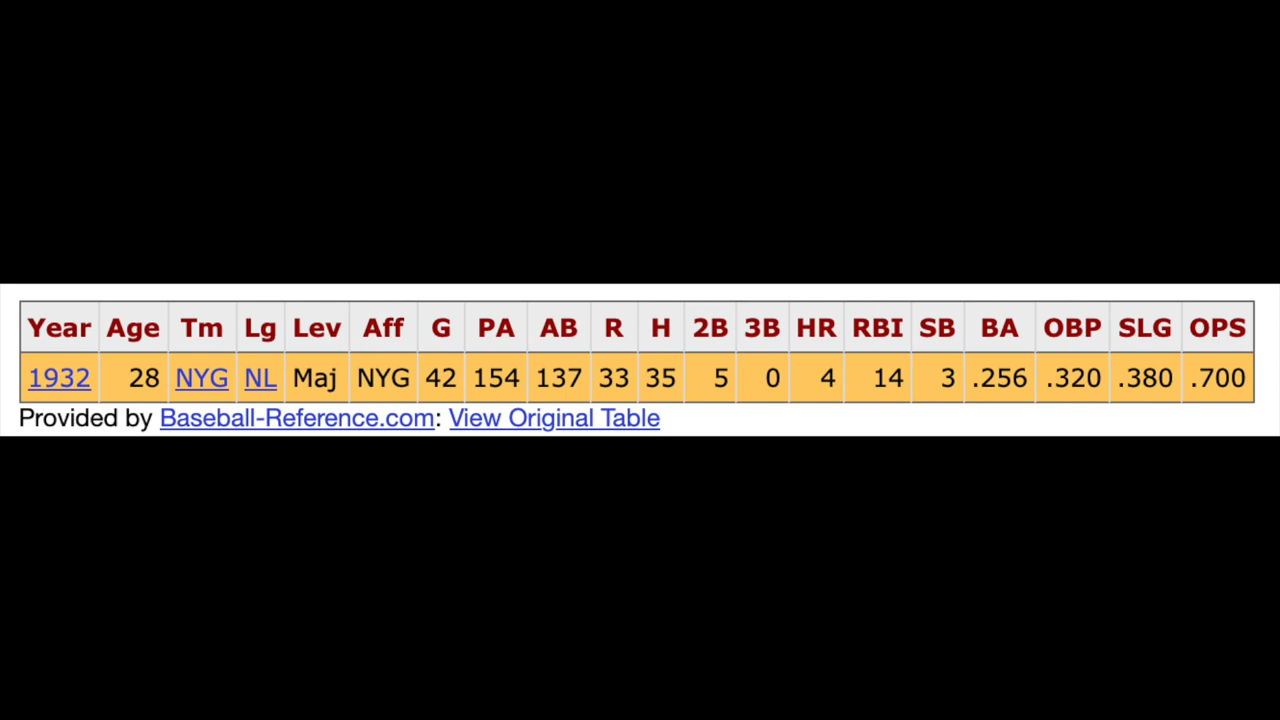 Year Age Tm Lg Lev Aff G PA AB R H 2B 3B HR RBI SB BA OBP SLG OPS
1932 28 NYG NL Maj NYG 42 154 137 33 35 5 0 4 14 3 .256 .320 .380 .700
Provided by Baseball-Reference.com: View Original Table